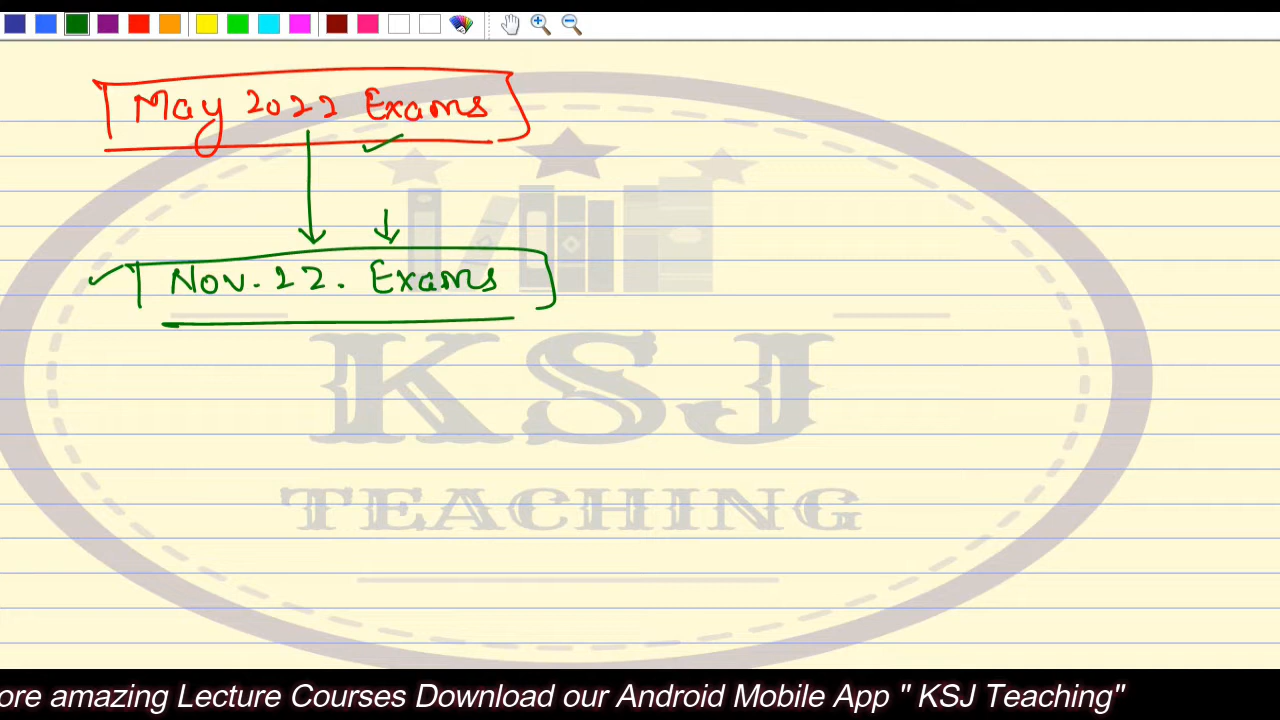 May 2022 Exams
Nov. 22. Exams
KSJ
TEACHING
ore amazing Lecture Courses Download our Android Mobile App " KSJ Teaching"